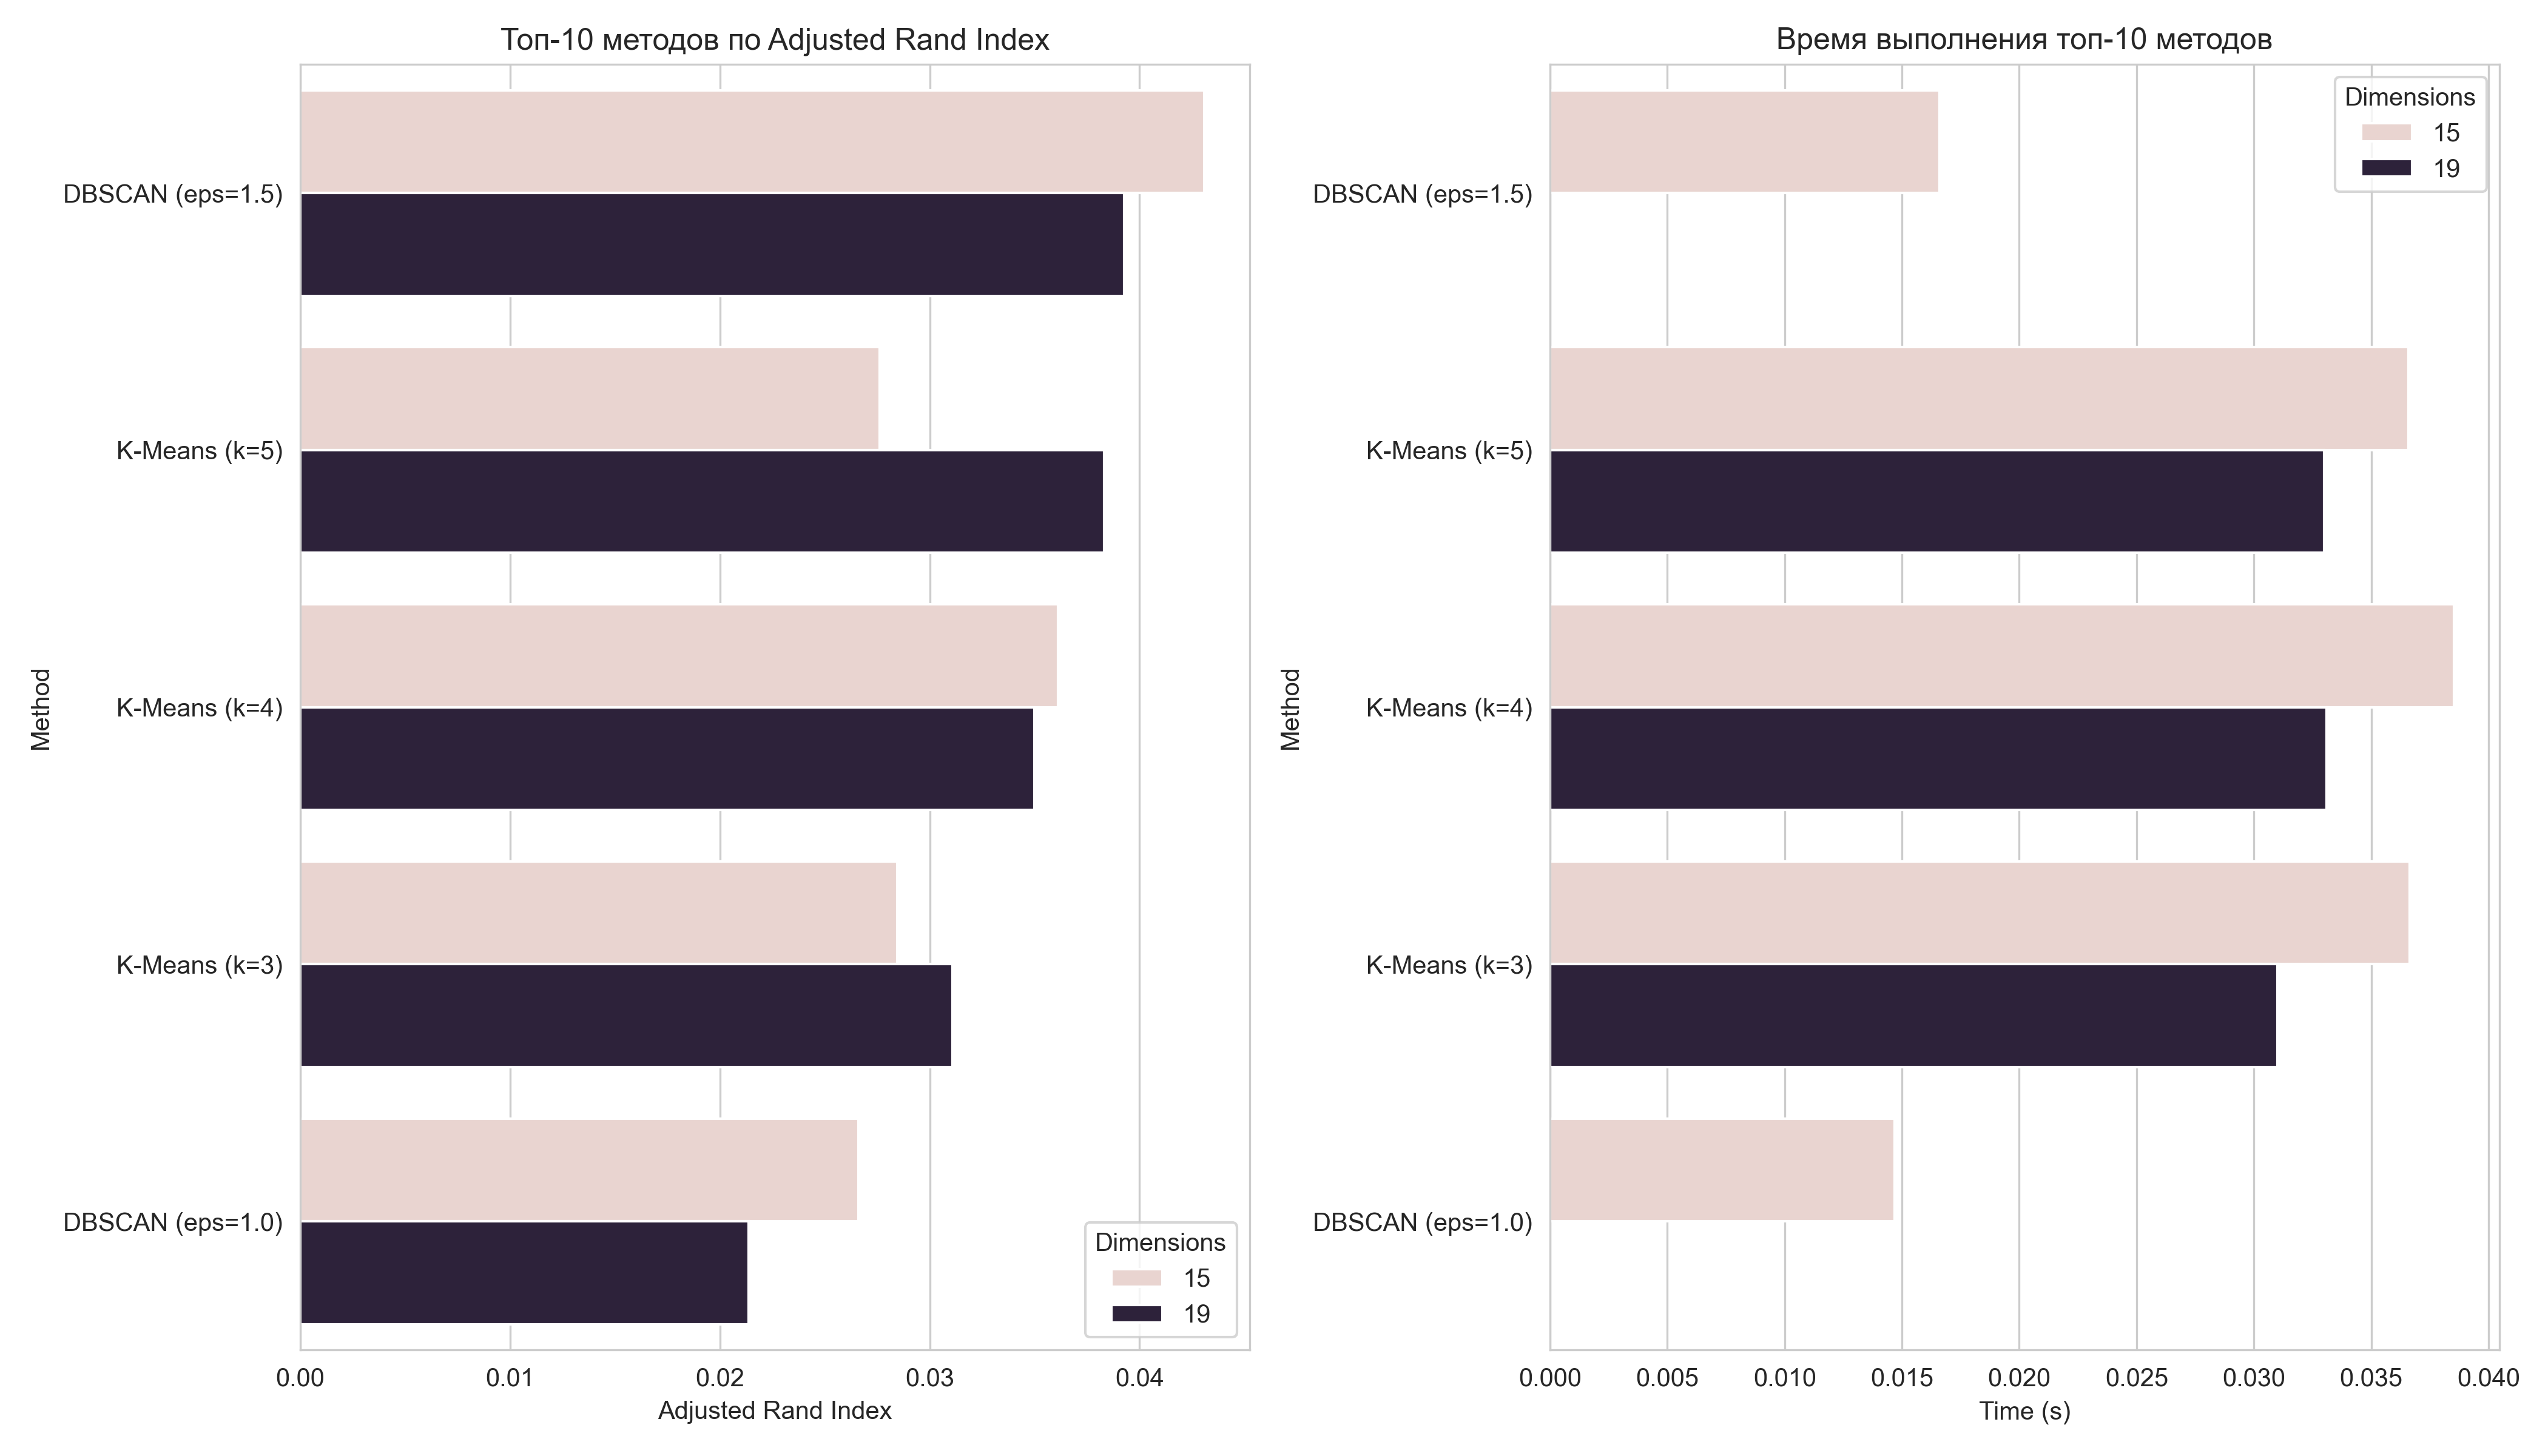 Топ-10 методов по Adjusted Rand Index
Method
DBSCAN (eps=1.5)
K-Means (k=5)
K-Means (k=4)
K-Means (k=3)
DBSCAN (eps=1.0)
Dimensions
15
19
0.00 0.01 0.02 0.03 0.04
Adjusted Rand Index
Время выполнения топ-10 методов
Method
DBSCAN (eps=1.5)
K-Means (k=5)
K-Means (k=4)
K-Means (k=3)
DBSCAN (eps=1.0)
Dimensions
15
19
0.000 0.005 0.010 0.015 0.020 0.025 0.030 0.035 0.040
Time (s)